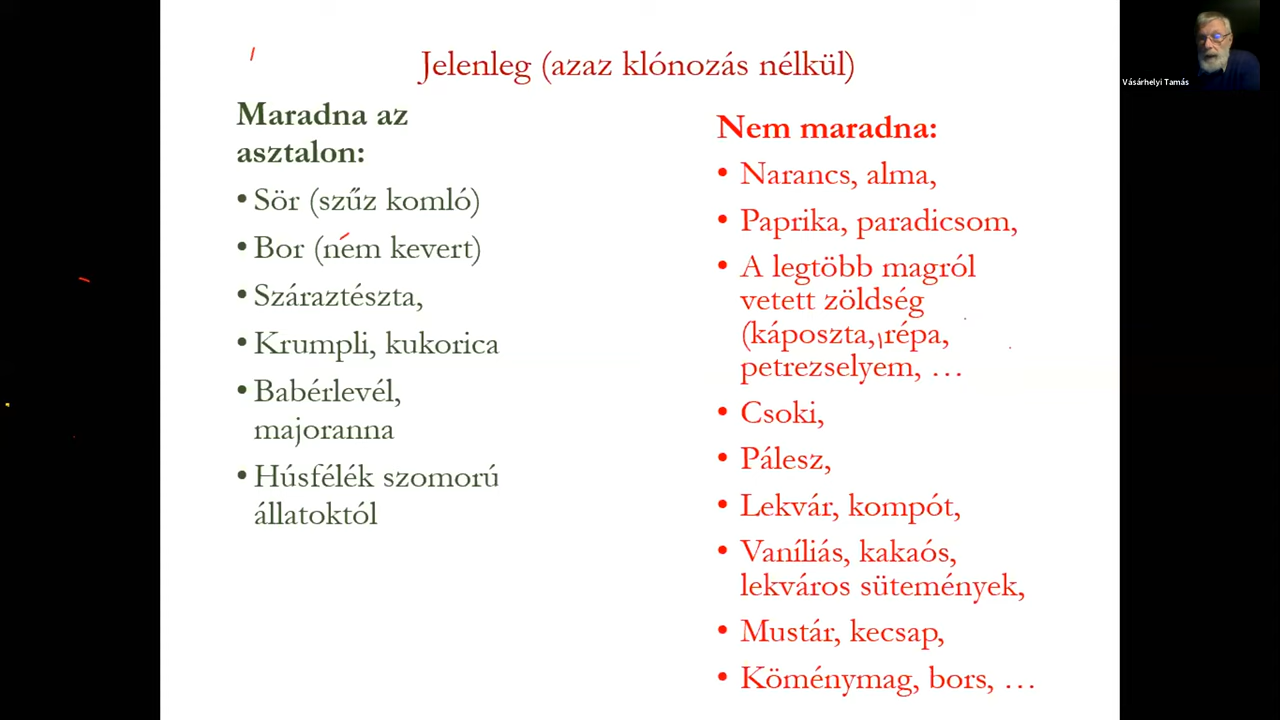 Jelenleg (azaz klónozás nélkül)
Maradna az
asztalon:
• Sör (szűz komló)
• Bor (nem kevert)
• Száraztészta,
• Krumpli, kukorica
• Babérlevél,
majoranna
• Húsfélék szomorú
állatoktól
Nem maradna:
• Narancs, alma,
• Paprika, paradicsom,
• A legtöbb magról
vetett zöldség
(káposzta, répa,
petrezselyem, …
• Csoki,
• Pálesz,
• Lekvár, kompót,
• Vaníliás, kakaós,
lekváros sütemények,
• Mustár, kecsap,
• Köménymag, bors, …
Vásárhelyi Tamás